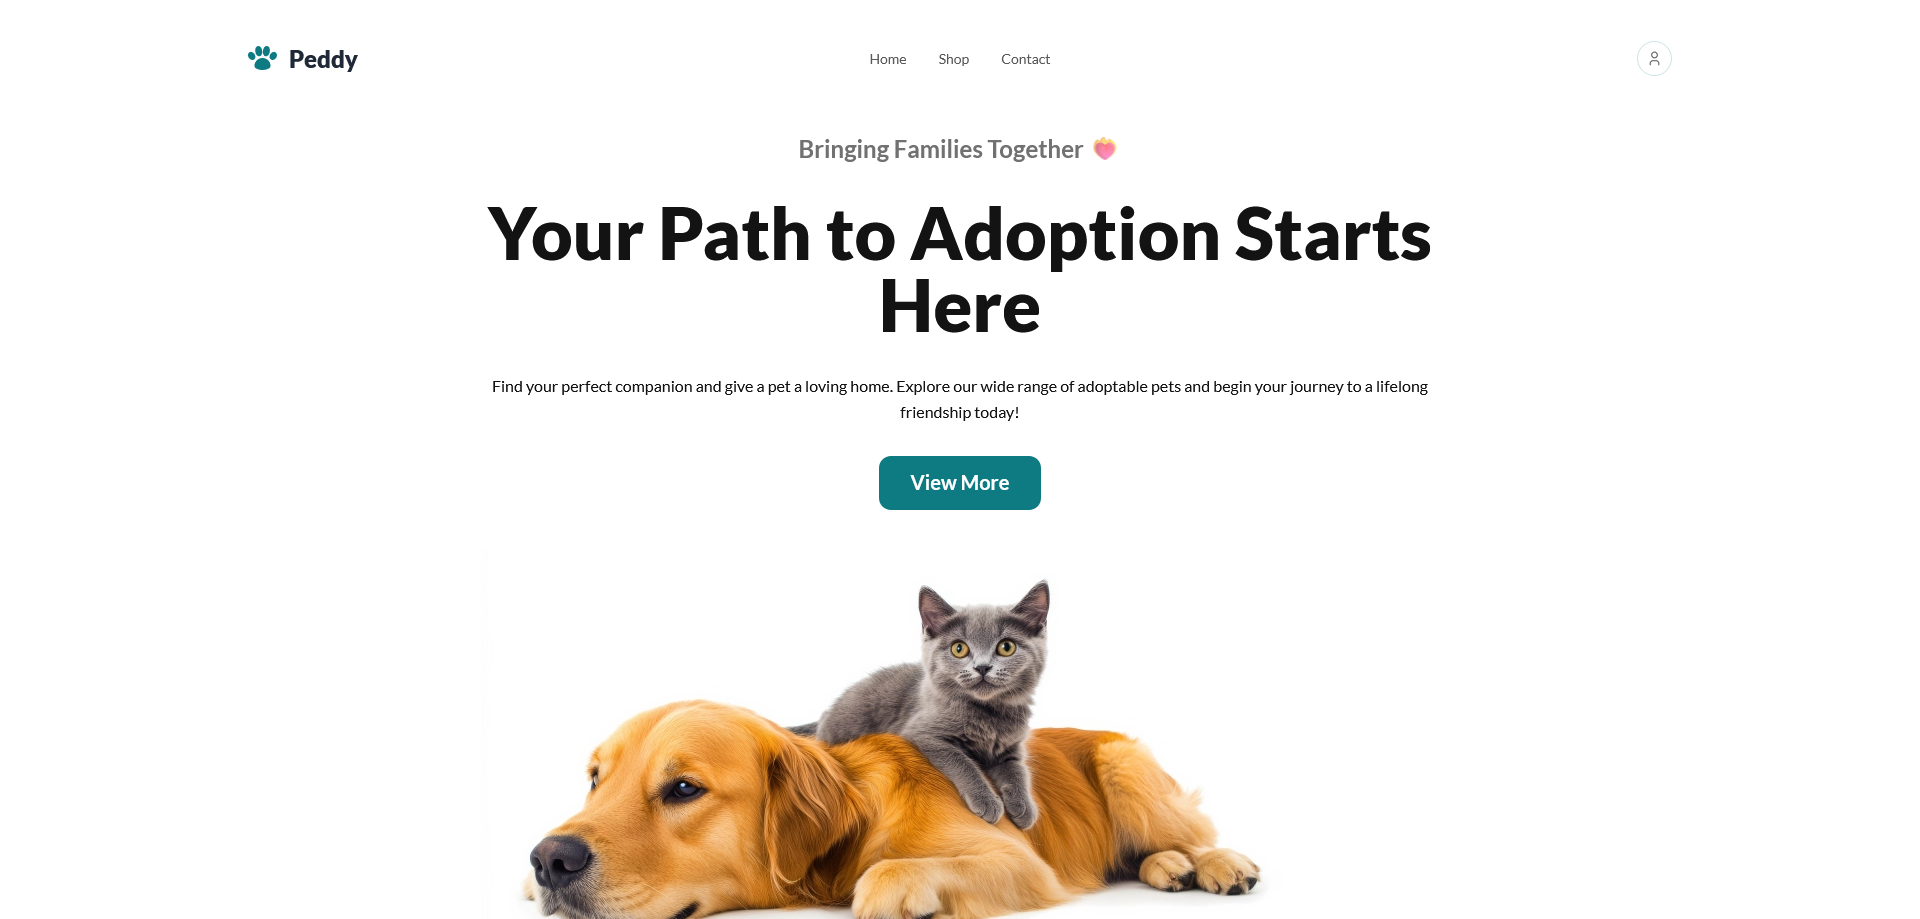 Peddy
Home
Shop
Contact
Bringing Families Together
Your Path to Adoption Starts
Here
Find your perfect companion and give a pet a loving home. Explore our wide range of adoptable pets and begin your journey to a lifelong
friendship today!
View More